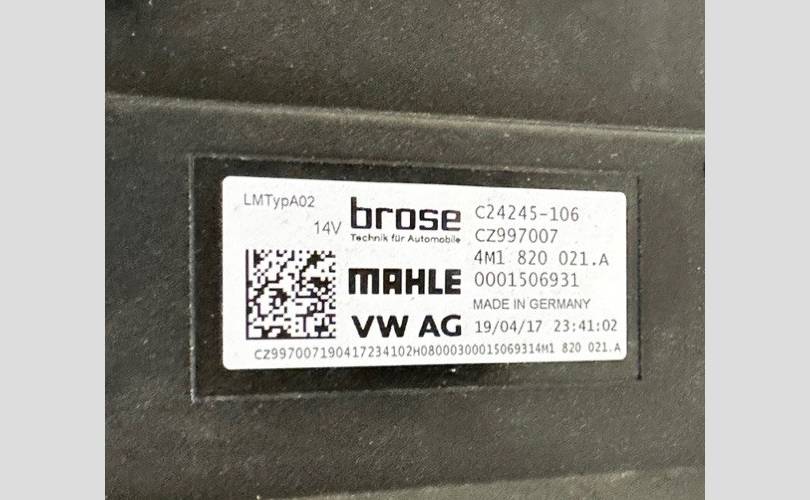 LMTypA02
14V
brose
Technik für Automobile
C24245-106
CZ997007
4M1 820 021.A
MAHLE
0001506931
MADE IN GERMANY
VW AG
19/04/17 23:41:02
CZ997007190417234102H08000300015069314M1 820 021.A